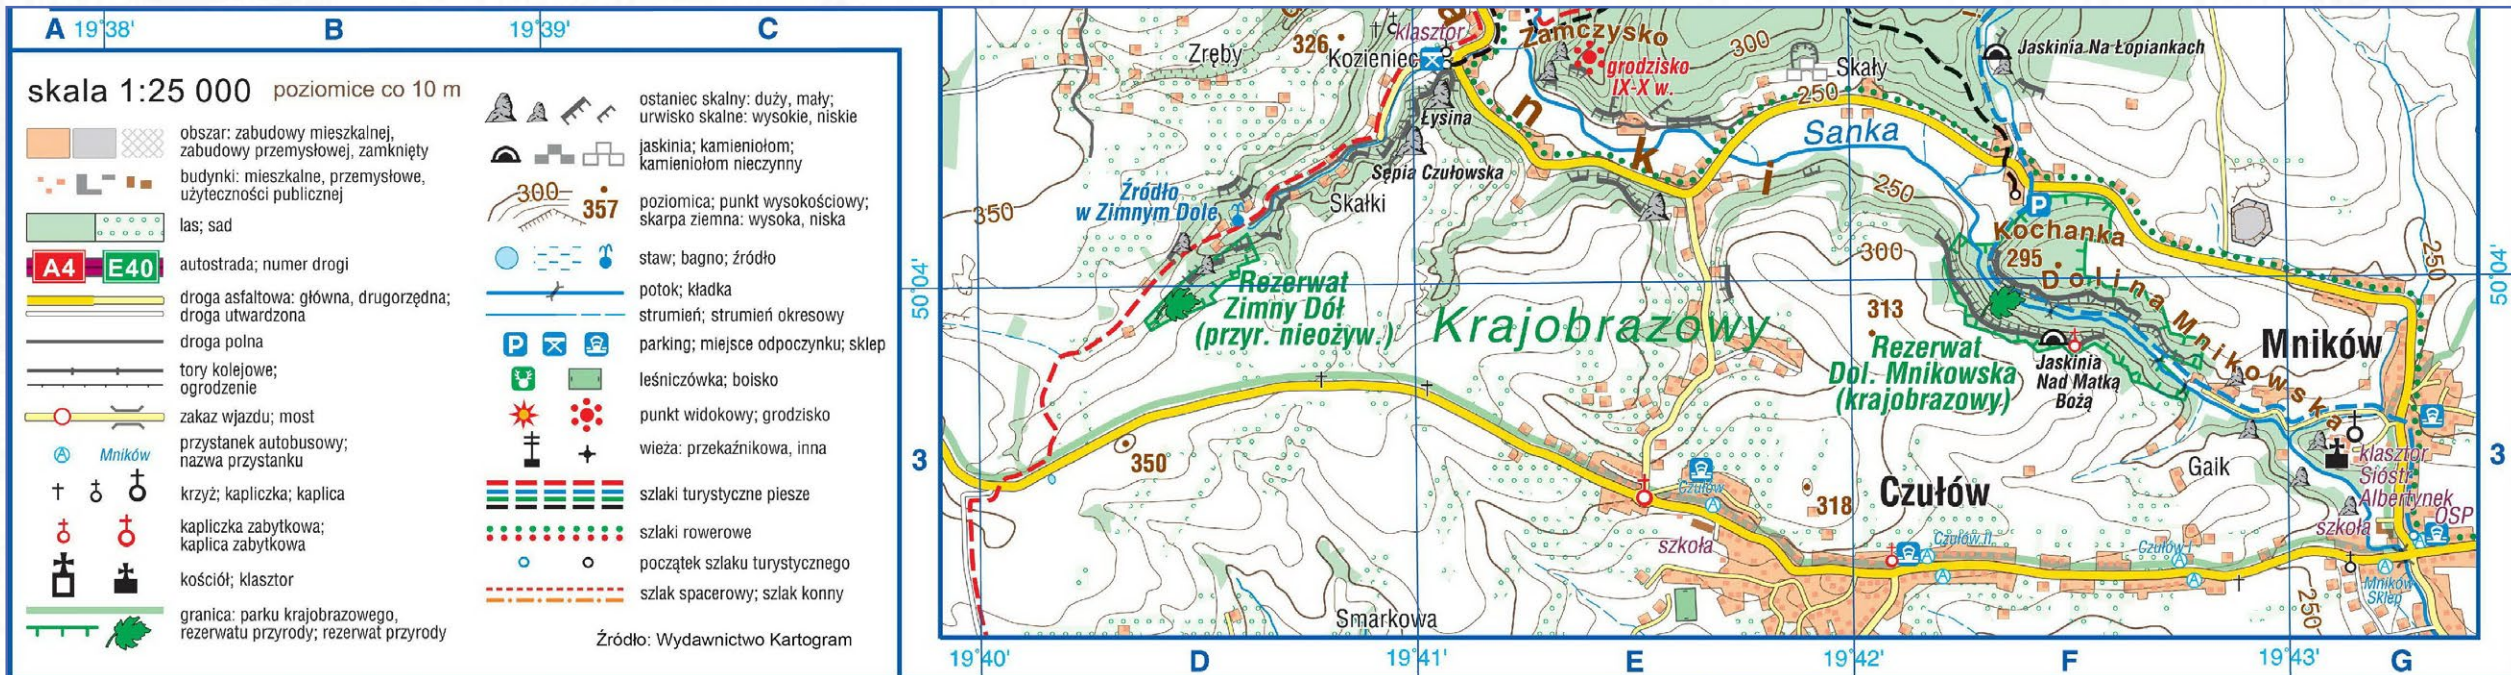 A 19°38' B 19°39' C
skala 1:25 000 poziomice co 10 m
obszar: zabudowy mieszkalnej,
zabudowy przemysłowej, zamknięty
budynki: mieszkalne, przemysłowe,
użyteczności publicznej
las; sad
A4 E40 autostrada; numer drogi
droga asfaltowa: główna, drugorzędna;
droga utwardzona
droga polna
tory kolejowe;
ogrodzenie
zakaz wjazdu; most
A Mników przystanek autobusowy;
nazwa przystanku
krzyż; kapliczka; kaplica
kapliczka zabytkowa;
kaplica zabytkowa
kościół; klasztor
granica: parku krajobrazowego,
rezerwatu przyrody; rezerwat przyrody
ostaniec skalny: duży, mały;
urwisko skalne: wysokie, niskie
jaskinia; kamieniołom;
kamieniołom nieczynny
300 357 poziomica; punkt wysokościowy;
skarpa ziemna: wysoka, niska
staw; bagno; źródło
potok; kładka
strumień; strumień okresowy
P parking; miejsce odpoczynku; sklep
leśniczówka; boisko
punkt widokowy; grodzisko
wieża: przekaźnikowa, inna
szlaki turystyczne piesze
szlaki rowerowe
początek szlaku turystycznego
szlak spacerowy; szlak konny
Źródło: Wydawnictwo Kartogram
Zręby
326
klasztor
Kozieniec
Zamczysko
grodzisko
IX-X w.
300
Skały
250
Jaskinia Na Łopiankach
Łysina
n
k
i
Sanka
Sępia Czułowska
Źródło
w Zimnym Dole
Skałki
350
250
P
Kochanka
295
300
250
50°04'
50°04'
Dolina
Mnikowska
Rezerwat
Zimny Dół
(przyr. nieożyw.)
Krajobrazowy
313
Rezerwat
Dol. Mnikowska
(krajobrazowy)
Jaskinia
Nad Matką
Bożą
Mników
3
350
Czułów
318
Czułów
Gaik
klasztor
Sióstr
Albertynek
OSP
szkoła
3
szkoła
Czułów II
Czułów I
Mników
Sklep
250
Smarkowa
19°40' D 19°41' E 19°42' F 19°43' G